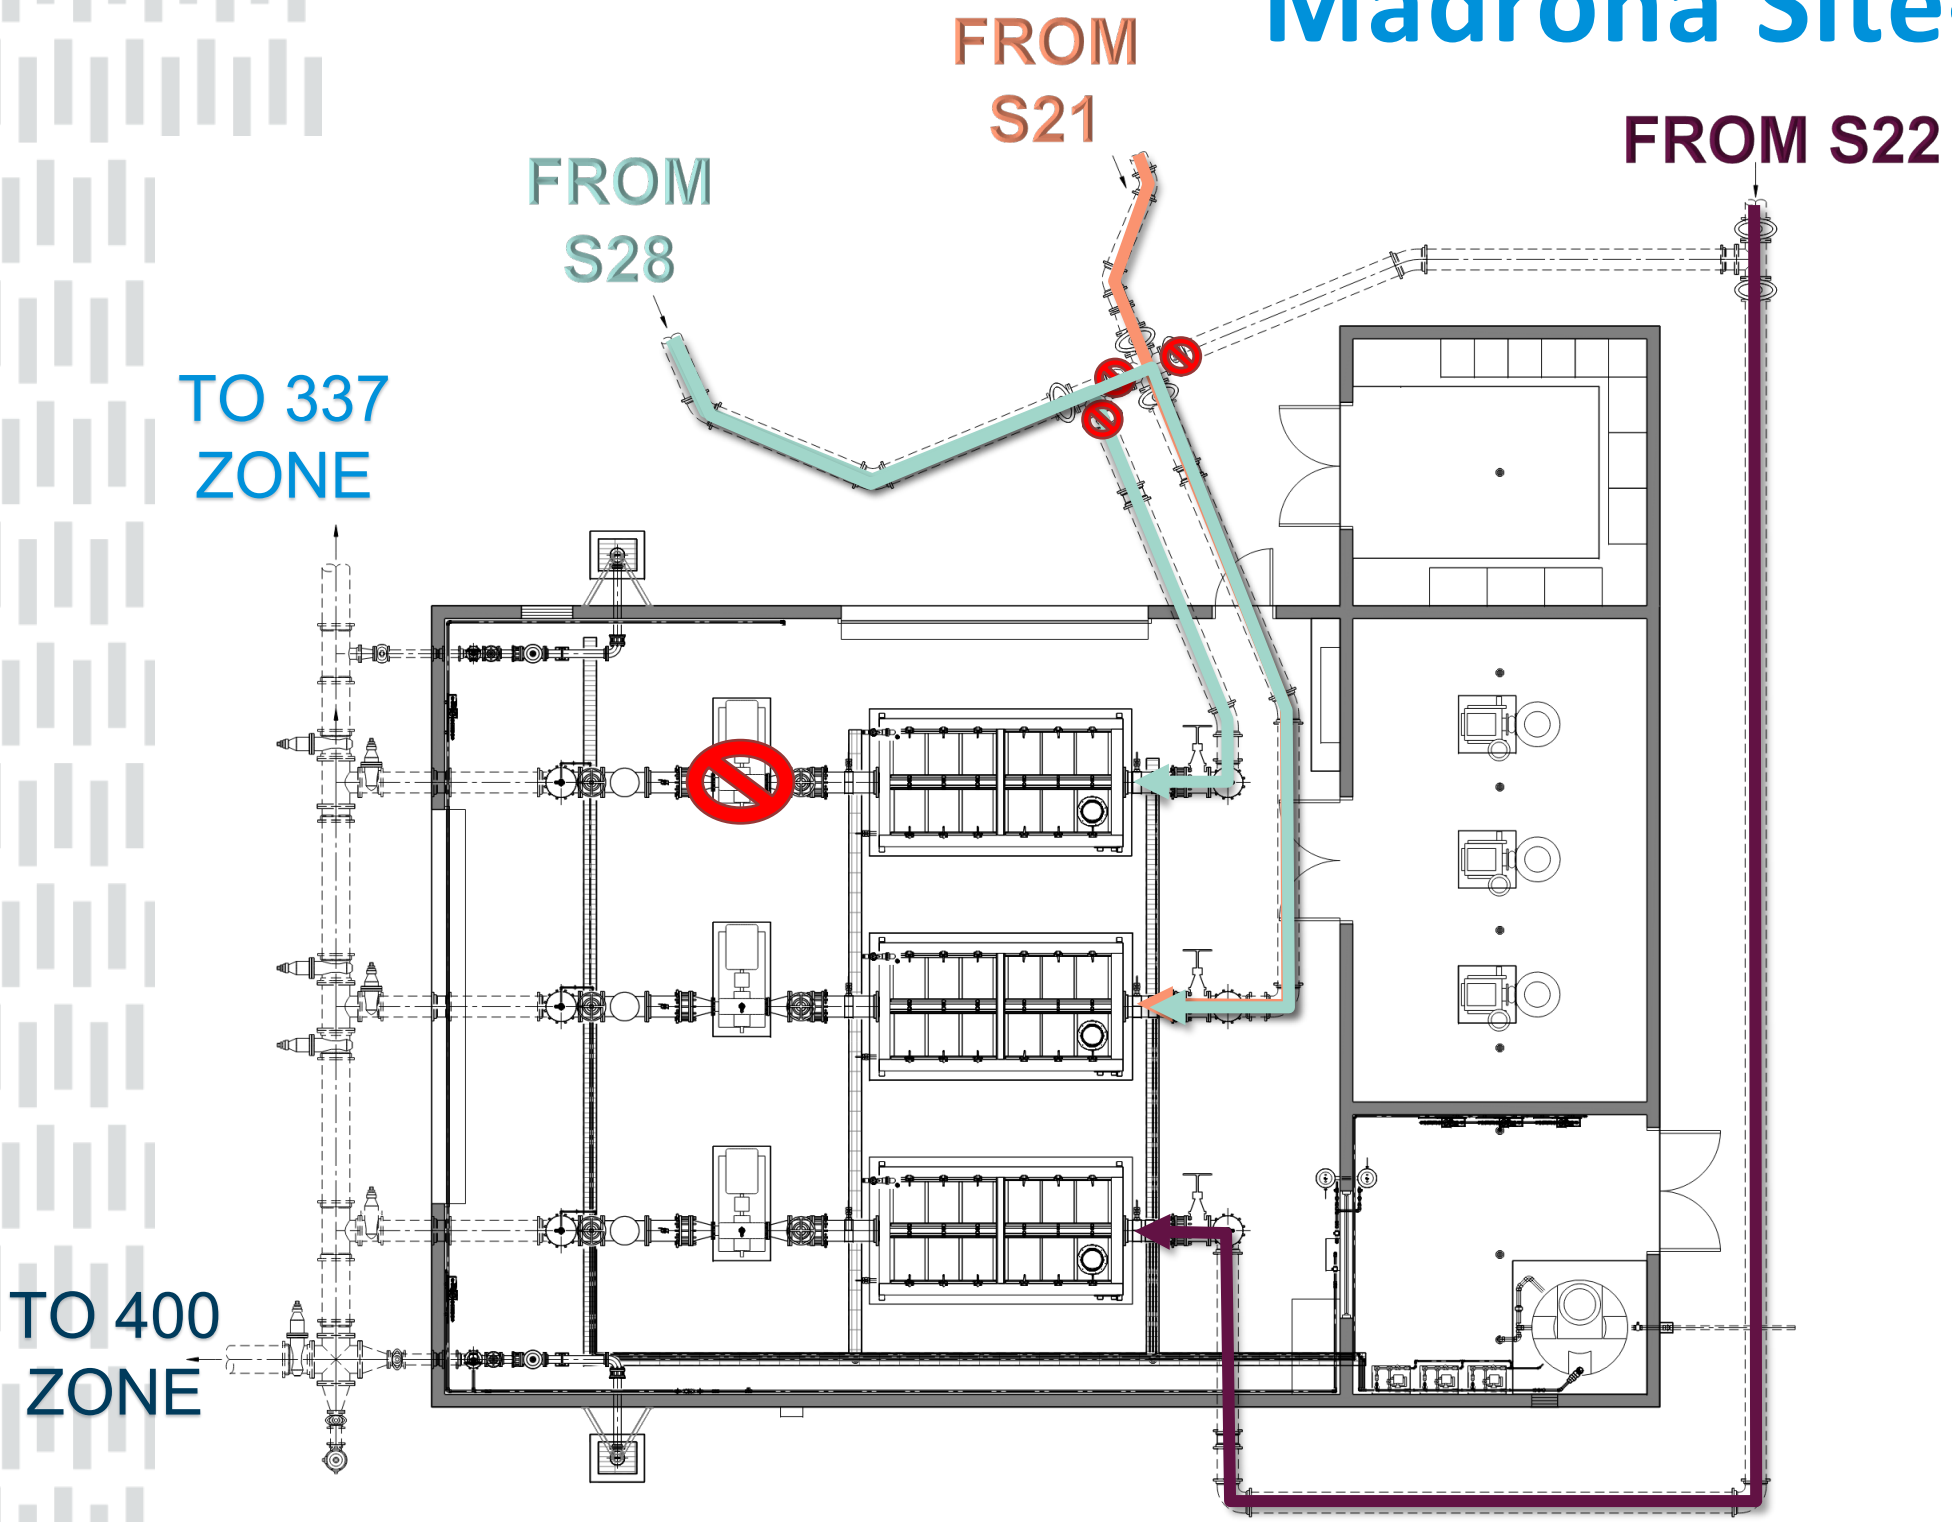 Madrona Site
FROM
S21
FROM S22
FROM
S28
TO 337
ZONE
TO 400
ZONE